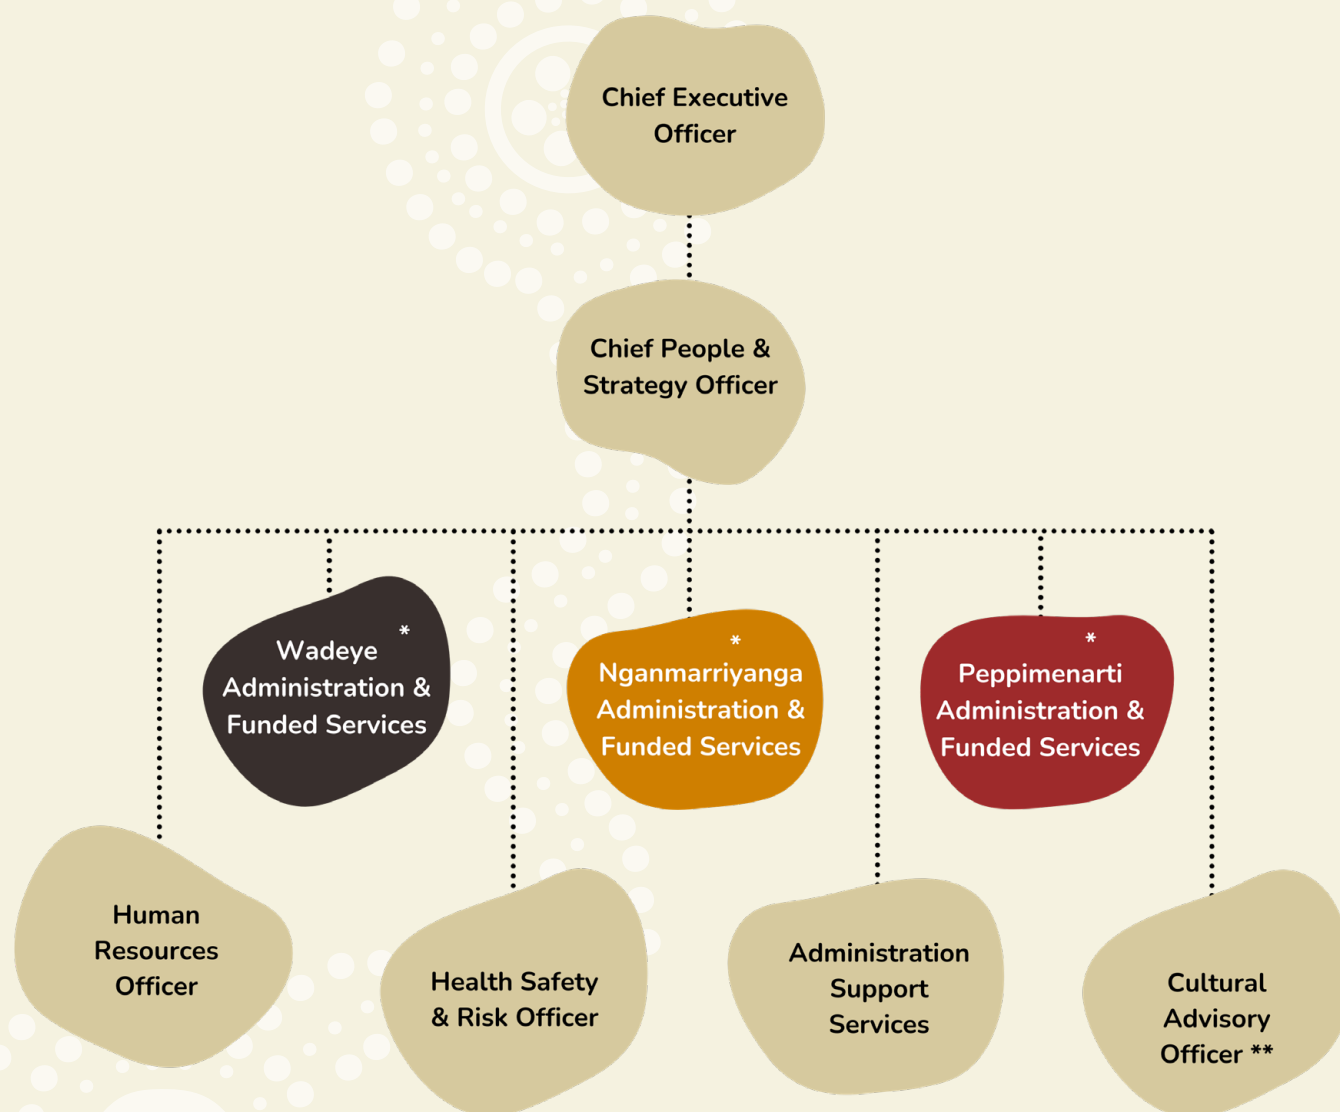 Chief Executive
Officer
Chief People &
Strategy Officer
*
Wadeye
Administration &
Funded Services
*
Nganmarriyanga
Administration &
Funded Services
*
Peppimenarti
Administration &
Funded Services
Human
Resources
Officer
Health Safety
& Risk Officer
Administration
Support
Services
Cultural
Advisory
Officer **